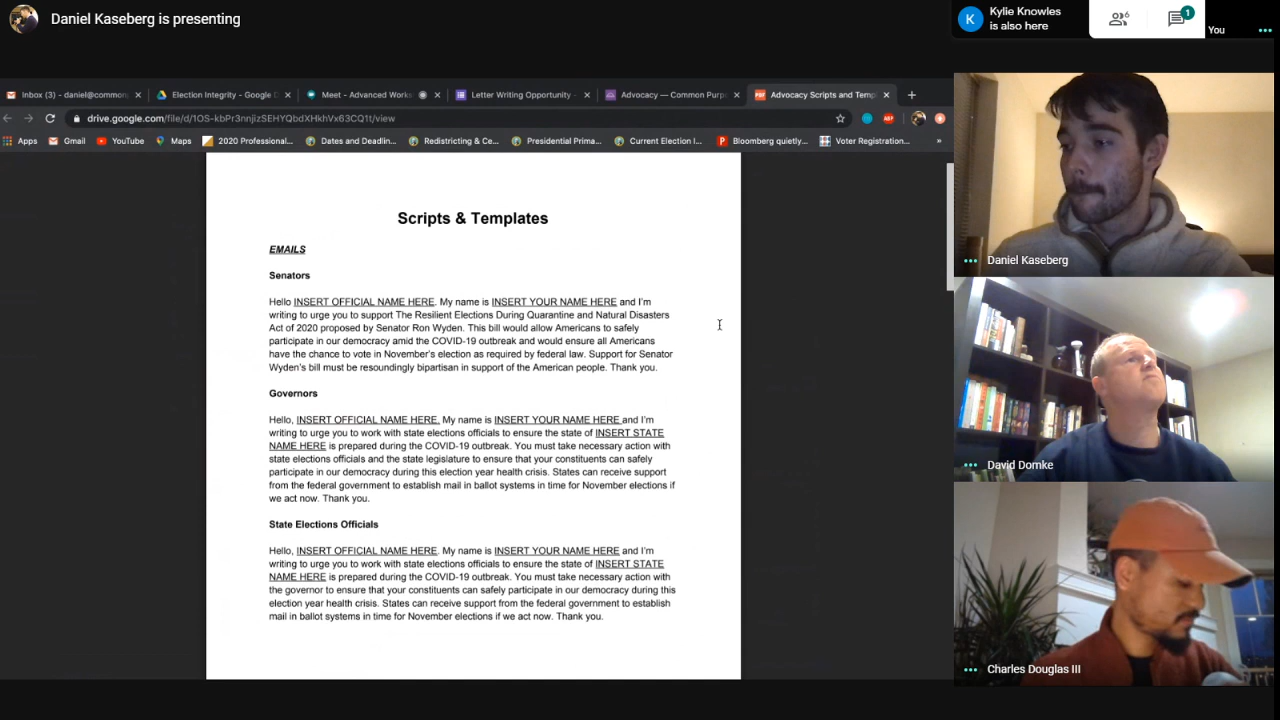 Daniel Kaseberg is presenting
K
Kylie Knowles
is also here
6
1
You
Inbox (3) - daniel@common
Election Integrity - Google D
Meet - Advanced Works
Letter Writing Opportunity -
Advocacy — Common Purp
Advocacy Scripts and Templ
drive.google.com/file/d/1OS-kbPr3nnjizSEHYQbdXHkhVx63CQ1t/view
ABP
Apps
Gmail
YouTube
Maps
2020 Professional...
Dates and Deadlin...
Redistricting & Ce...
Presidential Prima...
Current Election I...
Bloomberg quietly...
Voter Registration...
»
Scripts & Templates
EMAILS
Senators
Hello INSERT OFFICIAL NAME HERE. My name is INSERT YOUR NAME HERE and I'm
writing to urge you to support The Resilient Elections During Quarantine and Natural Disasters
Act of 2020 proposed by Senator Ron Wyden. This bill would allow Americans to safely
participate in our democracy amid the COVID-19 outbreak and would ensure all Americans
have the chance to vote in November's election as required by federal law. Support for Senator
Wyden's bill must be resoundingly bipartisan in support of the American people. Thank you.
Governors
Hello, INSERT OFFICIAL NAME HERE. My name is INSERT YOUR NAME HERE and I'm
writing to urge you to work with state elections officials to ensure the state of INSERT STATE
NAME HERE is prepared during the COVID-19 outbreak. You must take necessary action with
state elections officials and the state legislature to ensure that your constituents can safely
participate in our democracy during this election year health crisis. States can receive support
from the federal government to establish mail in ballot systems in time for November elections if
we act now. Thank you.
State Elections Officials
Hello, INSERT OFFICIAL NAME HERE. My name is INSERT YOUR NAME HERE and I'm
writing to urge you to work with state elections officials to ensure the state of INSERT STATE
NAME HERE is prepared during the COVID-19 outbreak. You must take necessary action with
the governor to ensure that your constituents can safely participate in our democracy during this
election year health crisis. States can receive support from the federal government to establish
mail in ballot systems in time for November elections if we act now. Thank you.
Daniel Kaseberg
David Domke
Charles Douglas III